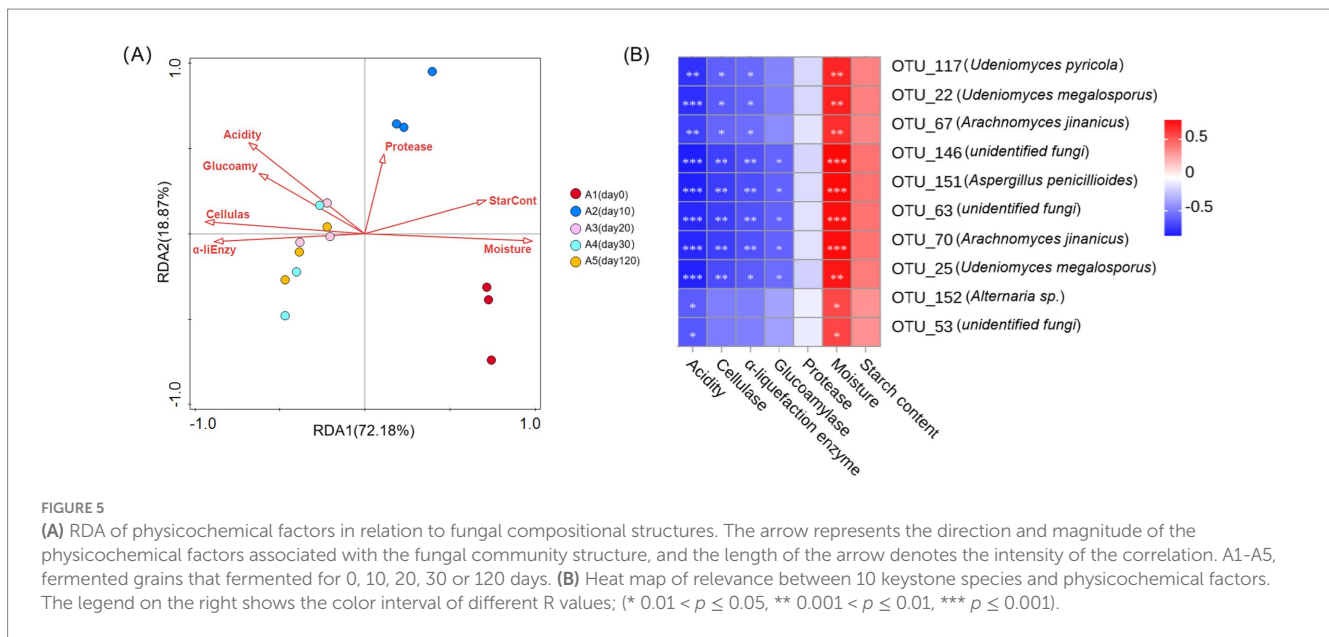 (A)
1.0
Acidity
Glucoamy
Protease
Cellulas
StarCont
α-liEnzy
Moisture
RDA2(18.87%)
-1.0
-1.0
1.0
RDA1(72.18%)
A1(day0)
A2(day10)
A3(day20)
A4(day30)
A5(day120)
(B)
** * * ** OTU_117(Udeniomyces pyricola)
*** * * ** OTU_22 (Udeniomyces megalosporus)
** * * ** OTU_67 (Arachnomyces jinanicus)
*** ** ** * *** OTU_146 (unidentified fungi)
*** ** ** * *** OTU_151 (Aspergillus penicillioides)
*** ** ** * *** OTU_63 (unidentified fungi)
*** ** ** * *** OTU_70 (Arachnomyces jinanicus)
*** ** * * ** OTU_25 (Udeniomyces megalosporus)
* * OTU_152 (Alternaria sp.)
* * OTU_53 (unidentified fungi)
Acidity
Cellulase
α-liquefaction enzyme
Glucoamylase
Protease
Moisture
Starch content
0.5
0
-0.5
FIGURE 5
(A) RDA of physicochemical factors in relation to fungal compositional structures. The arrow represents the direction and magnitude of the
physicochemical factors associated with the fungal community structure, and the length of the arrow denotes the intensity of the correlation. A1-A5,
fermented grains that fermented for 0, 10, 20, 30 or 120 days. (B) Heat map of relevance between 10 keystone species and physicochemical factors.
The legend on the right shows the color interval of different R values; (* 0.01 < p ≤ 0.05, ** 0.001 < p ≤ 0.01, *** p ≤ 0.001).